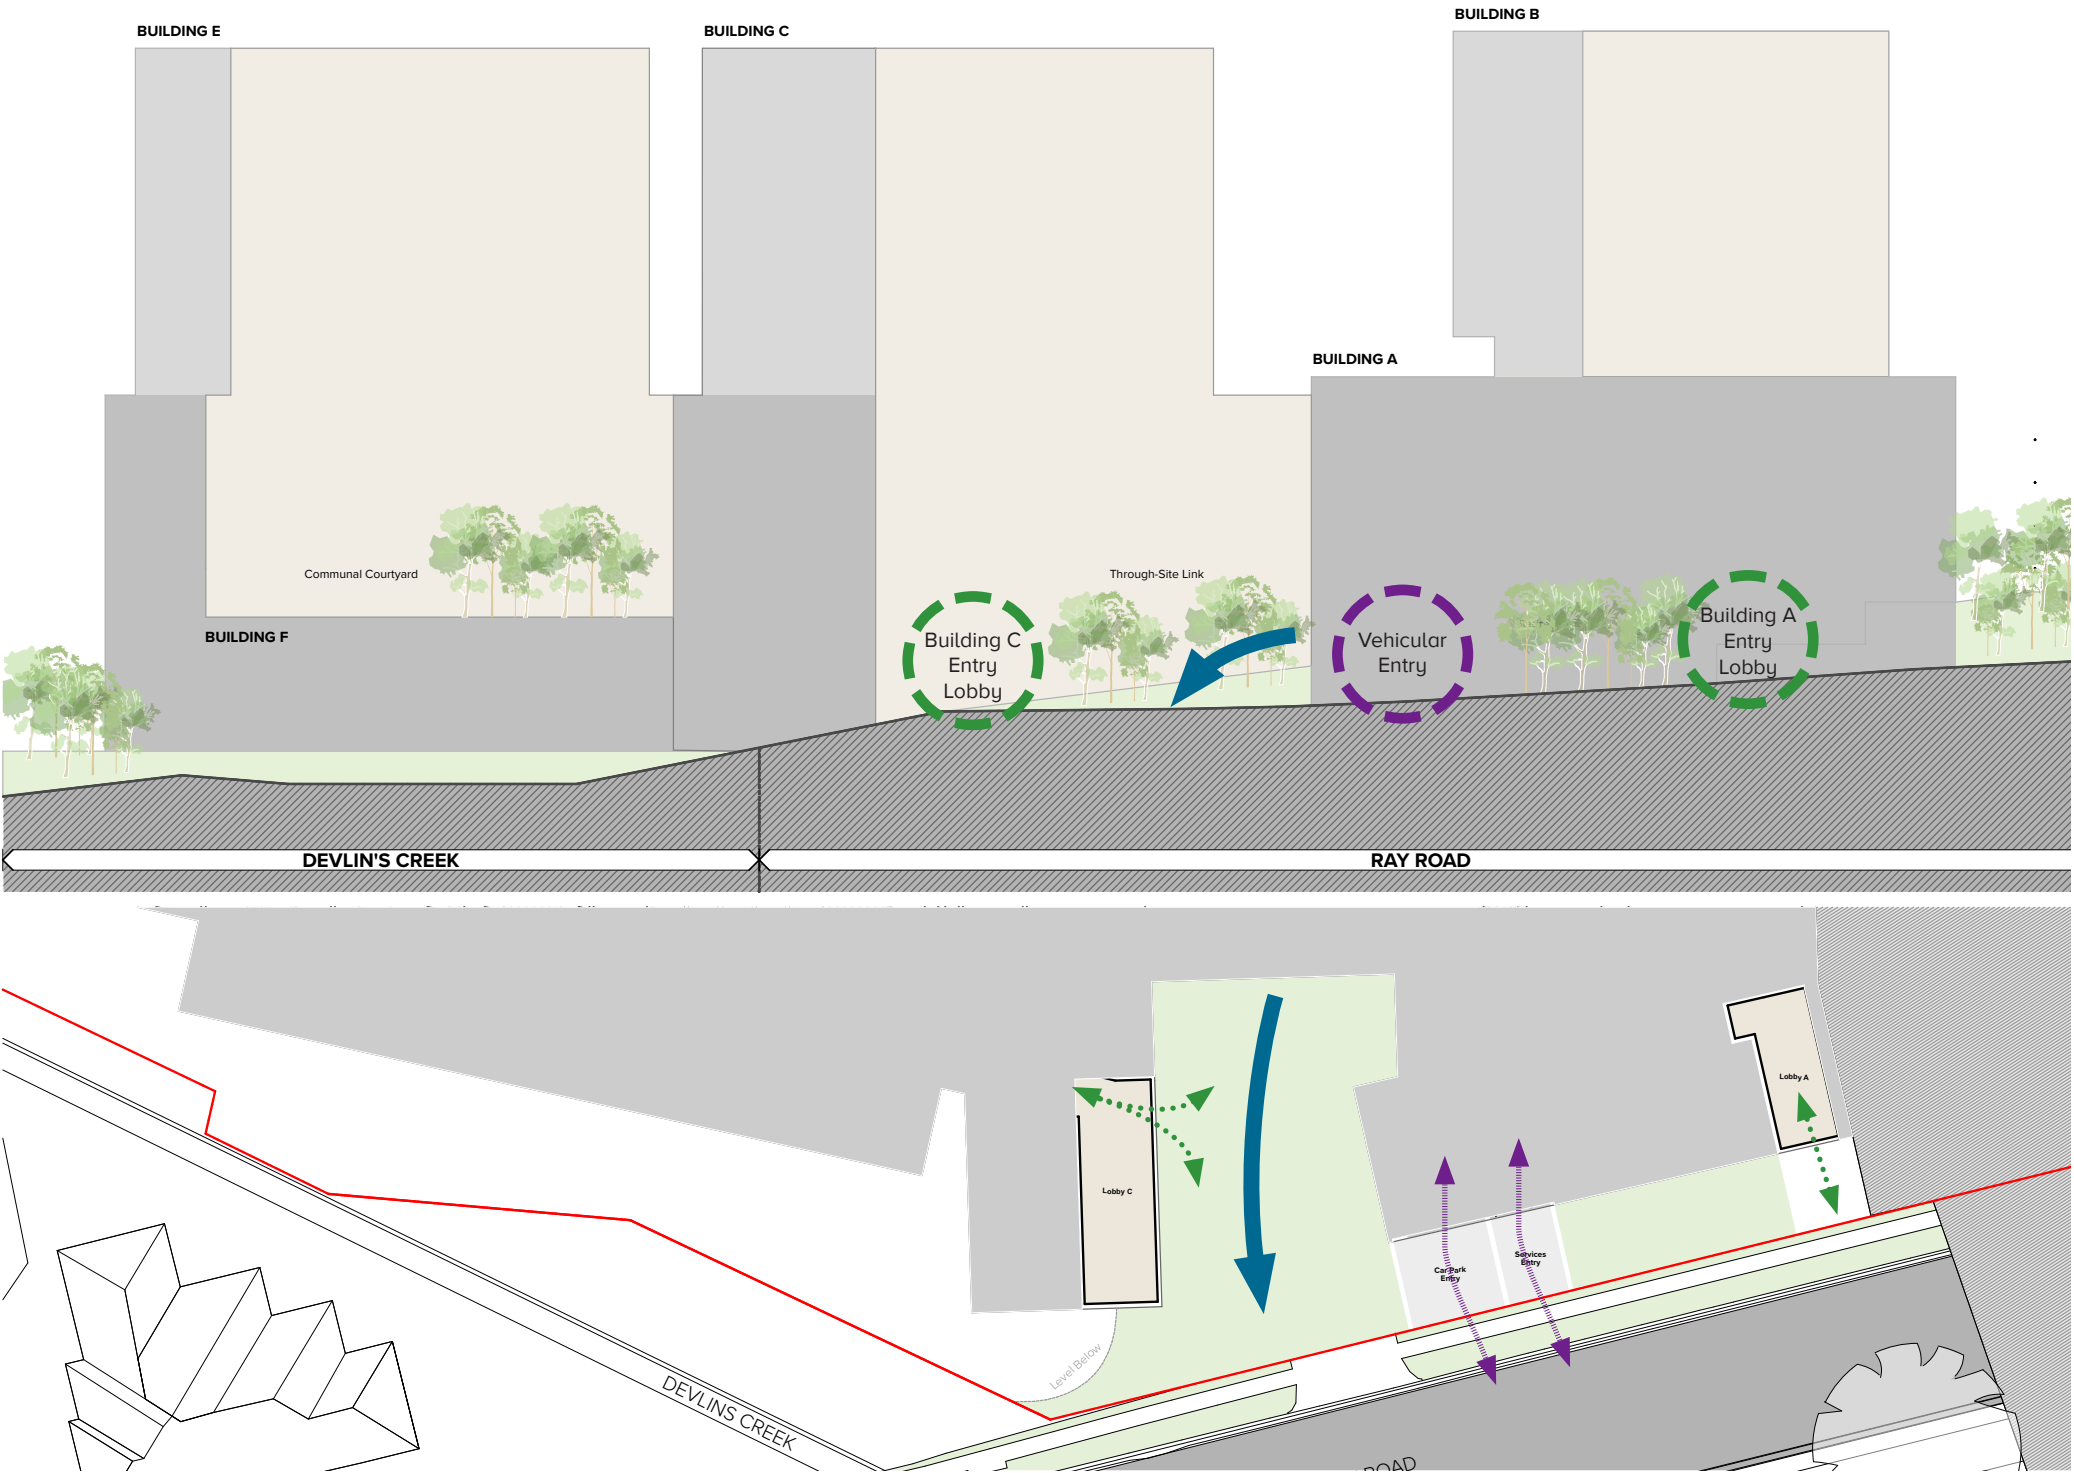 BUILDING E
BUILDING C
BUILDING B
BUILDING A
Communal Courtyard
Through-Site Link
BUILDING F
Building C
Entry
Lobby
Vehicular
Entry
Building A
Entry
Lobby
DEVLIN'S CREEK
RAY ROAD
Lobby A
Lobby C
Services
Entry
Car Park
Entry
Level Below
DEVLINS CREEK
ROAD